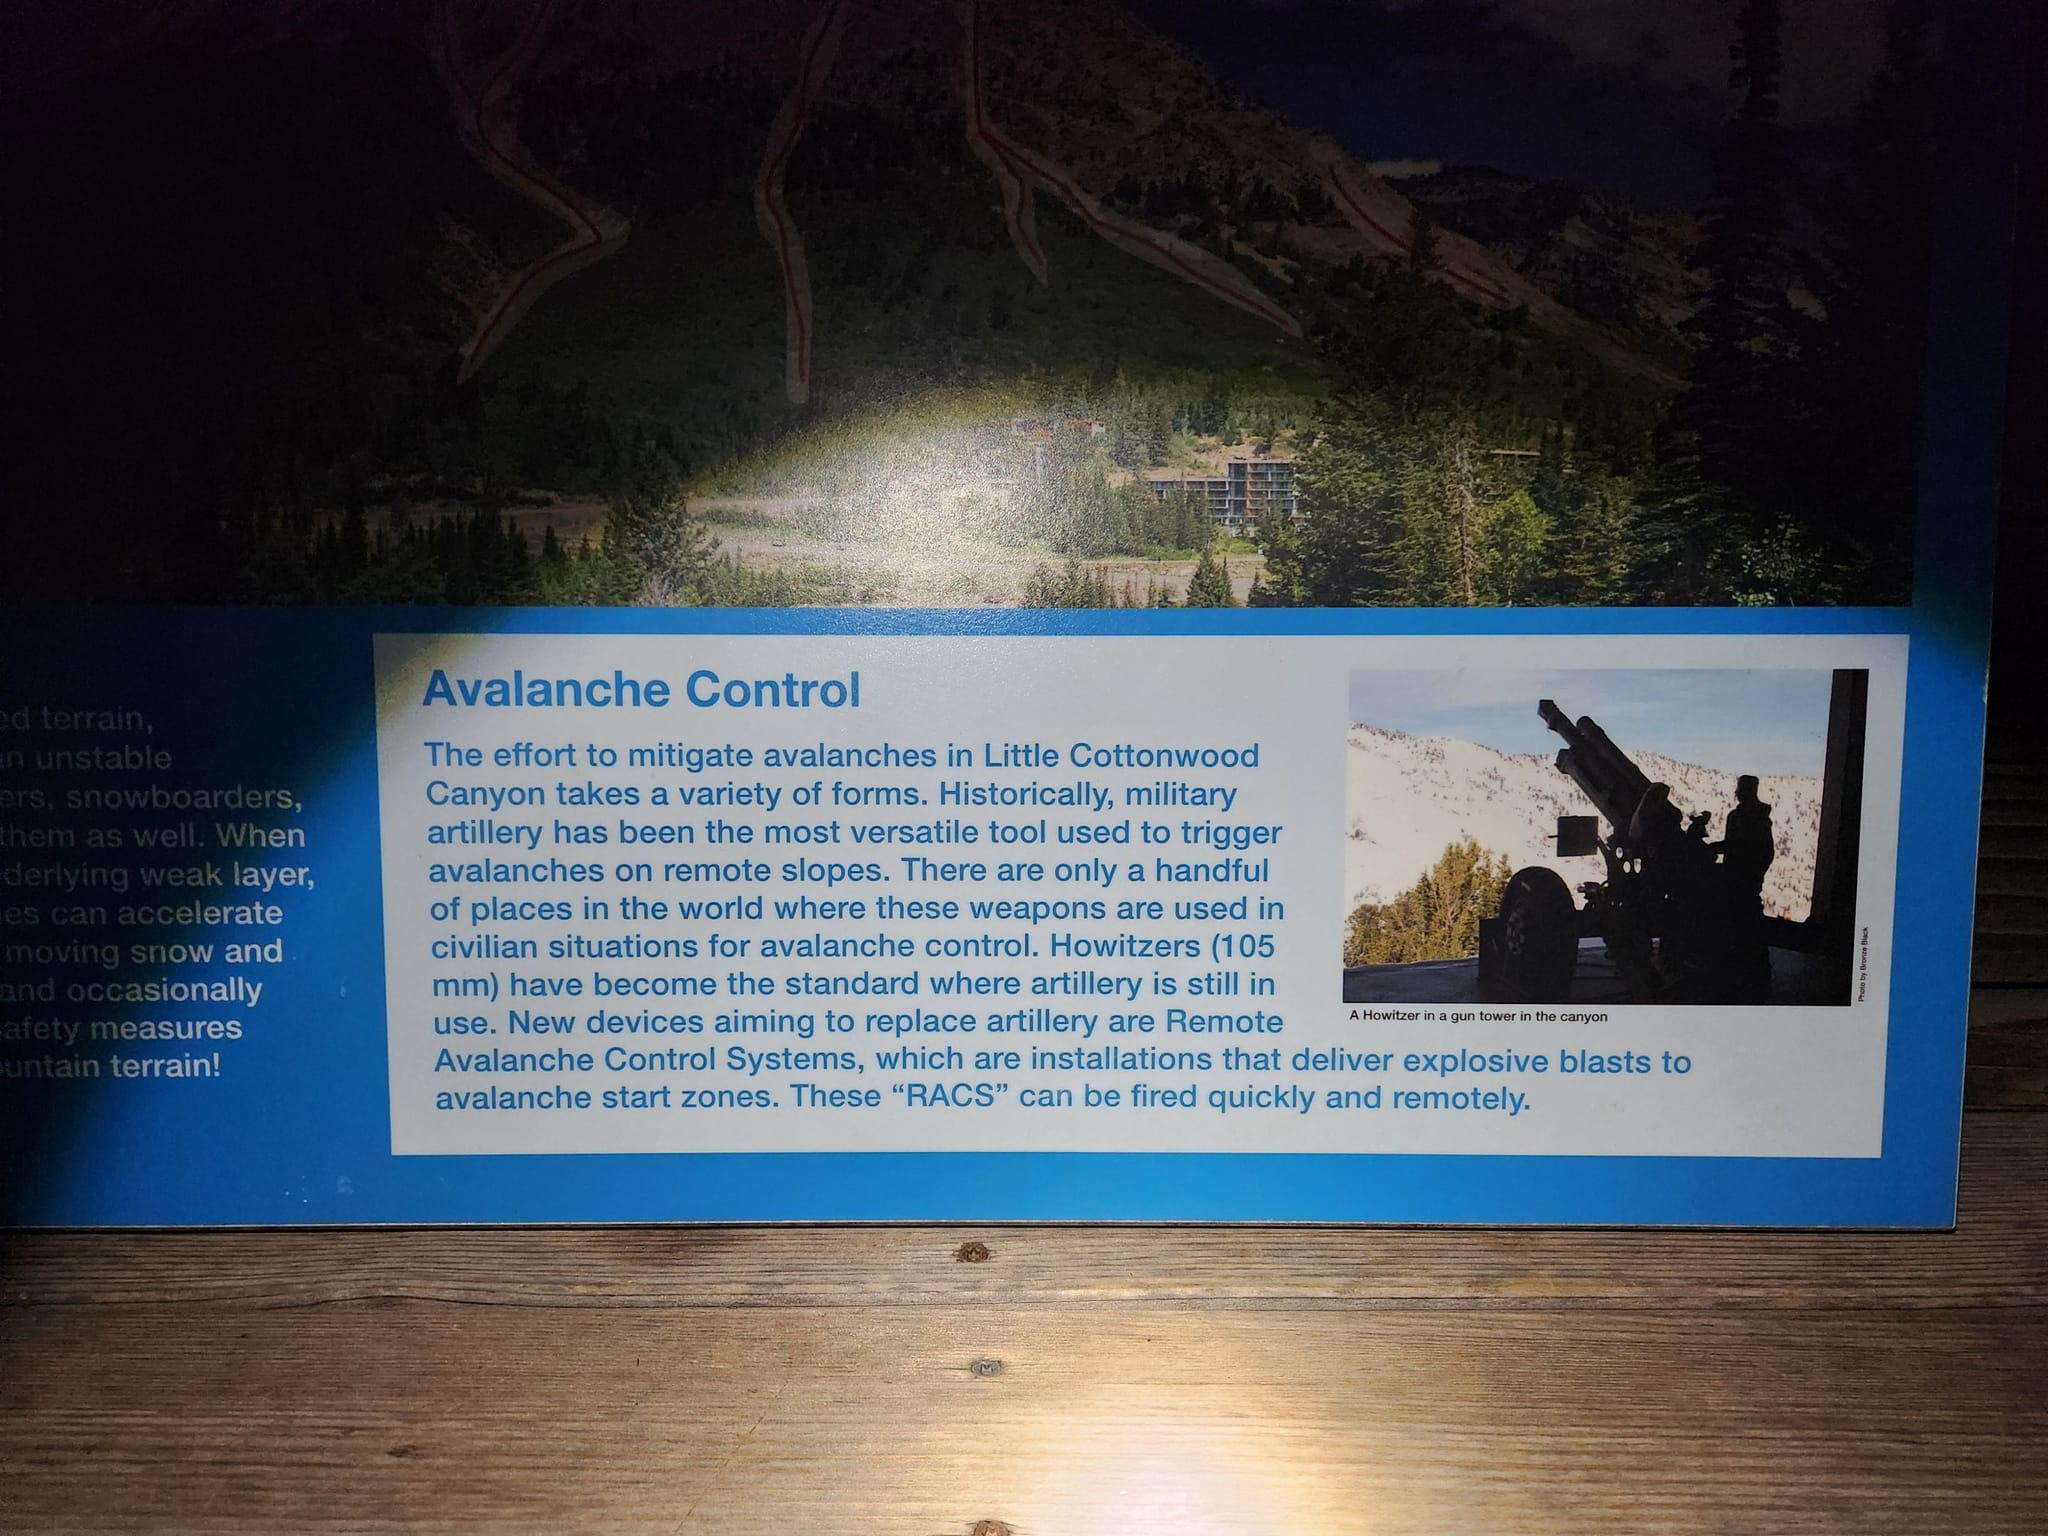 ed terrain,
unstable
snowboarders,
them as well. When
weak layer,
can accelerate
moving snow and
and occasionally
measures
terrain!
Avalanche Control
The effort to mitigate avalanches in Little Cottonwood
Canyon takes a variety of forms. Historically, military
artillery has been the most versatile tool used to trigger
avalanches on remote slopes. There are only a handful
of places in the world where these weapons are used in
civilian situations for avalanche control. Howitzers (105
mm) have become the standard where artillery is still in
use. New devices aiming to replace artillery are Remote
Avalanche Control Systems, which are installations that deliver explosive blasts to
avalanche start zones. These “RACS” can be fired quickly and remotely.
Photo by Bronze Black
A Howitzer in a gun tower in the canyon